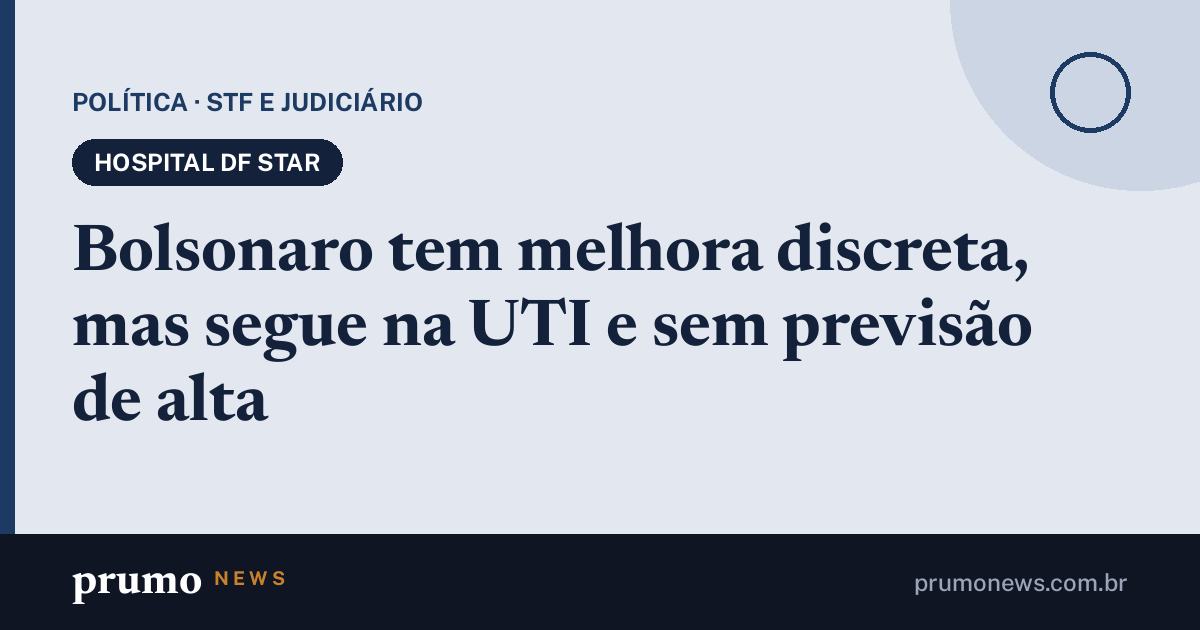 POLÍTICA · STF E JUDICIÁRIO
HOSPITAL DF STAR
Bolsonaro tem melhora discreta,
mas segue na UTI e sem previsão
de alta
prumo NEWS
prumonews.com.br